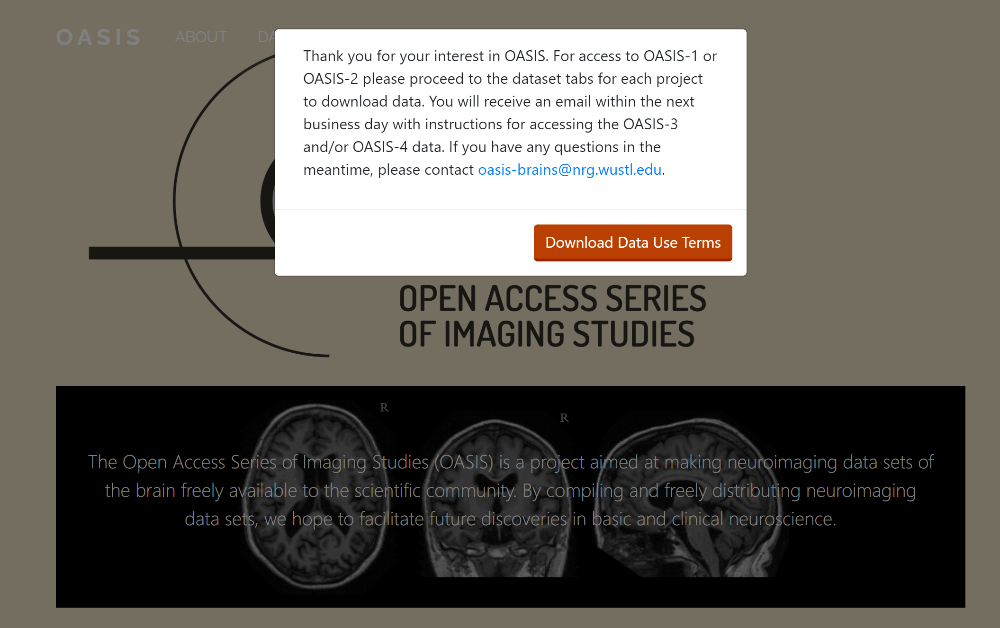 OASIS ABOUT
Thank you for your interest in OASIS. For access to OASIS-1 or
OASIS-2 please proceed to the dataset tabs for each project
to download data. You will receive an email within the next
business day with instructions for accessing the OASIS-3
and/or OASIS-4 data. If you have any questions in the
meantime, please contact oasis-brains@nrg.wustl.edu.
Download Data Use Terms
OPEN ACCESS SERIES
OF IMAGING STUDIES
R
R
The Open Access Series of Imaging Studies (OASIS) is a project aimed at making neuroimaging data sets of
the brain freely available to the scientific community. By compiling and freely distributing neuroimaging
data sets, we hope to facilitate future discoveries in basic and clinical neuroscience.